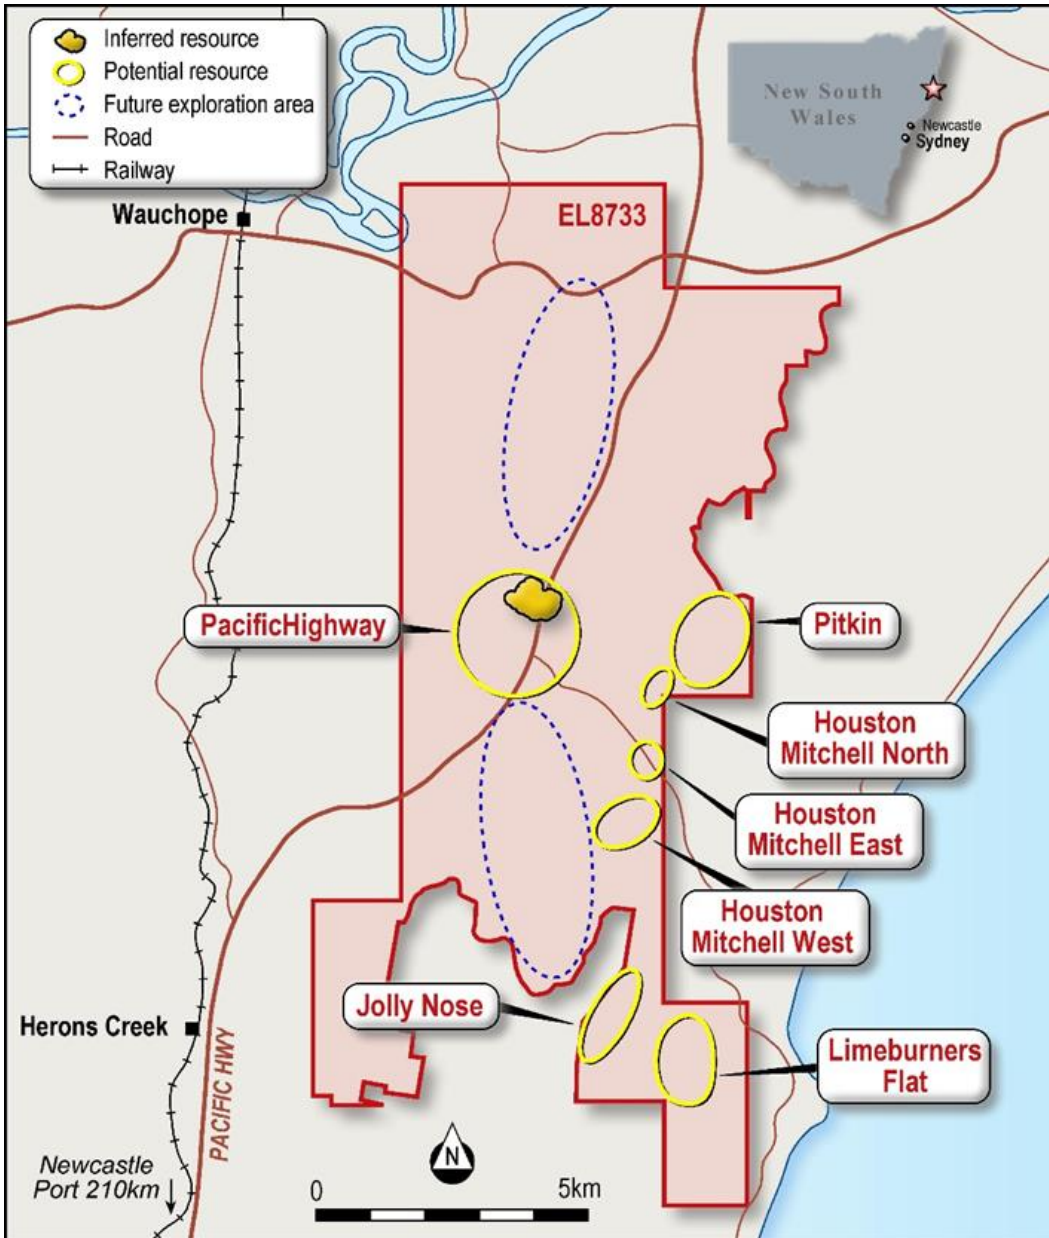 Inferred resource
Potential resource
Future exploration area
Road
Railway
New South
Wales
Newcastle
Sydney
Wauchope
EL8733
PacificHighway
Pitkin
Houston
Mitchell North
Houston
Mitchell East
Houston
Mitchell West
Jolly Nose
Limeburners
Flat
Herons Creek
PACIFIC HWY
Newcastle
Port 210km
N
0
5km